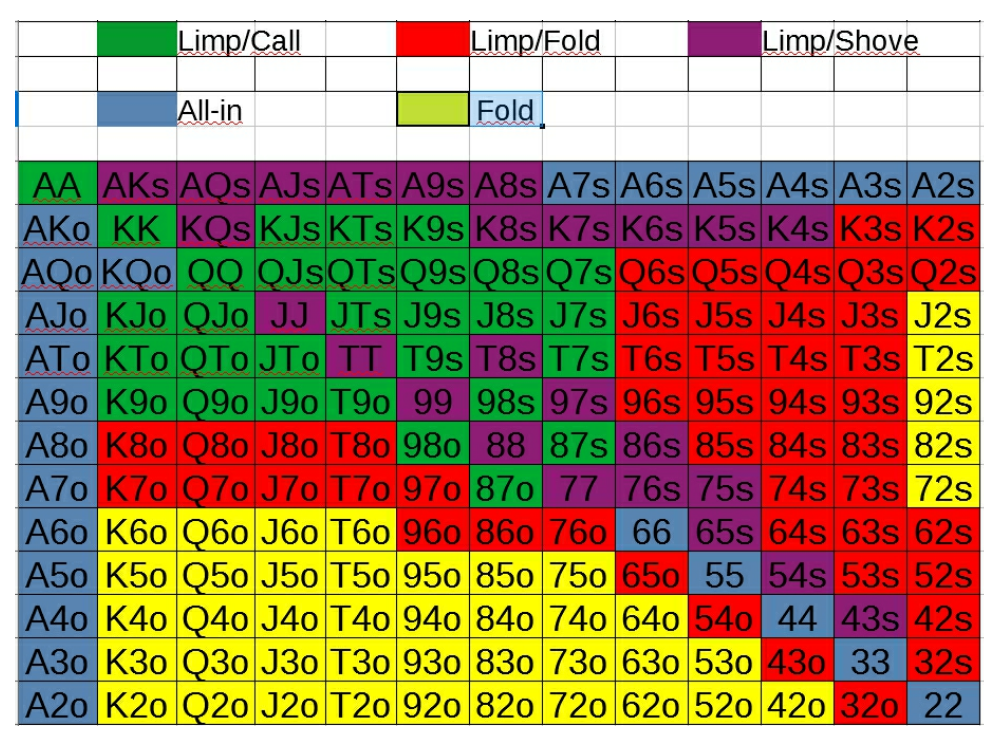 Limp/Call Limp/Fold Limp/Shove
All-in Fold
AA AKs AQs AJs ATs A9s A8s A7s A6s A5s A4s A3s A2s
AKo KK KQs KJs KTs K9s K8s K7s K6s K5s K4s K3s K2s
AQo KQo QQ QJs QTs Q9s Q8s Q7s Q6s Q5s Q4s Q3s Q2s
AJo KJo QJo JJ JTs J9s J8s J7s J6s J5s J4s J3s J2s
ATo KTo QTo JTo TT T9s T8s T7s T6s T5s T4s T3s T2s
A9o K9o Q9o J9o T9o 99 98s 97s 96s 95s 94s 93s 92s
A8o K8o Q8o J8o T8o 98o 88 87s 86s 85s 84s 83s 82s
A7o K7o Q7o J7o T7o 97o 87o 77 76s 75s 74s 73s 72s
A6o K6o Q6o J6o T6o 96o 86o 76o 66 65s 64s 63s 62s
A5o K5o Q5o J5o T5o 95o 85o 75o 65o 55 54s 53s 52s
A4o K4o Q4o J4o T4o 94o 84o 74o 64o 54o 44 43s 42s
A3o K3o Q3o J3o T3o 93o 83o 73o 63o 53o 43o 33 32s
A2o K2o Q2o J2o T2o 92o 82o 72o 62o 52o 42o 32o 22